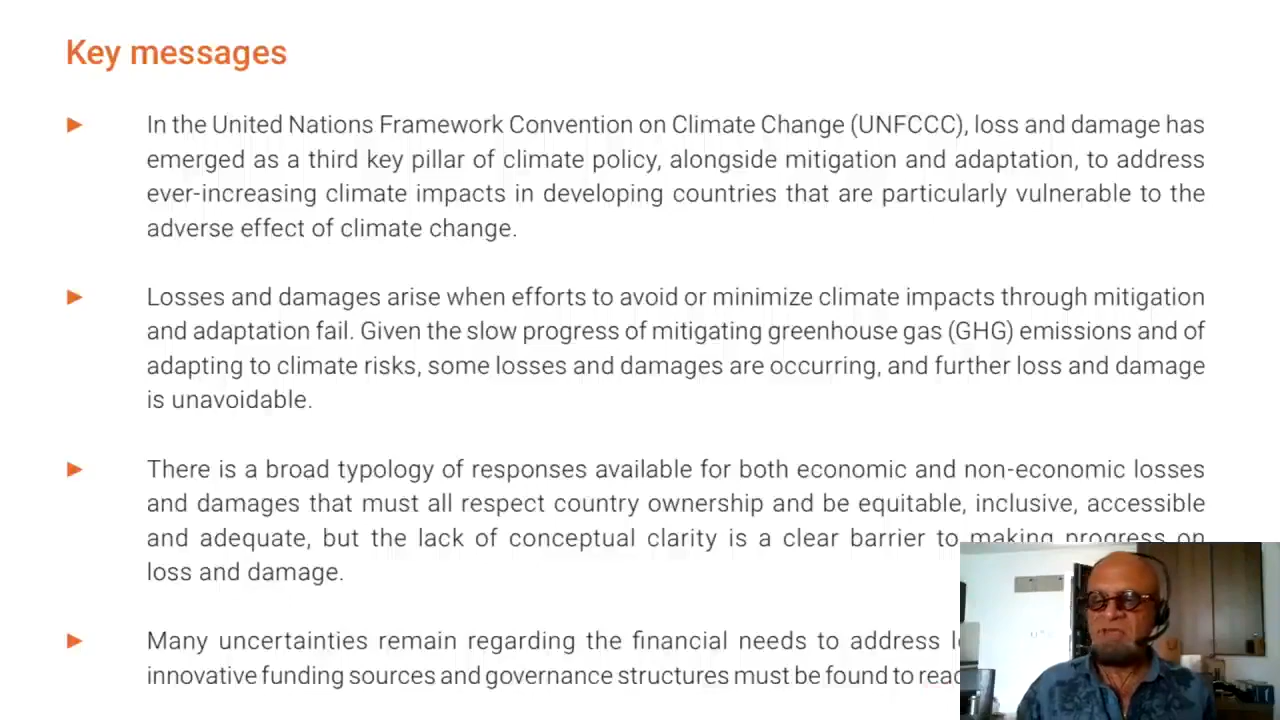 Key messages
► In the United Nations Framework Convention on Climate Change (UNFCCC), loss and damage has
emerged as a third key pillar of climate policy, alongside mitigation and adaptation, to address
ever-increasing climate impacts in developing countries that are particularly vulnerable to the
adverse effect of climate change.
► Losses and damages arise when efforts to avoid or minimize climate impacts through mitigation
and adaptation fail. Given the slow progress of mitigating greenhouse gas (GHG) emissions and of
adapting to climate risks, some losses and damages are occurring, and further loss and damage
is unavoidable.
► There is a broad typology of responses available for both economic and non-economic losses
and damages that must all respect country ownership and be equitable, inclusive, accessible
and adequate, but the lack of conceptual clarity is a clear barrier to making progress on
loss and damage.
► Many uncertainties remain regarding the financial needs to address
innovative funding sources and governance structures must be found to